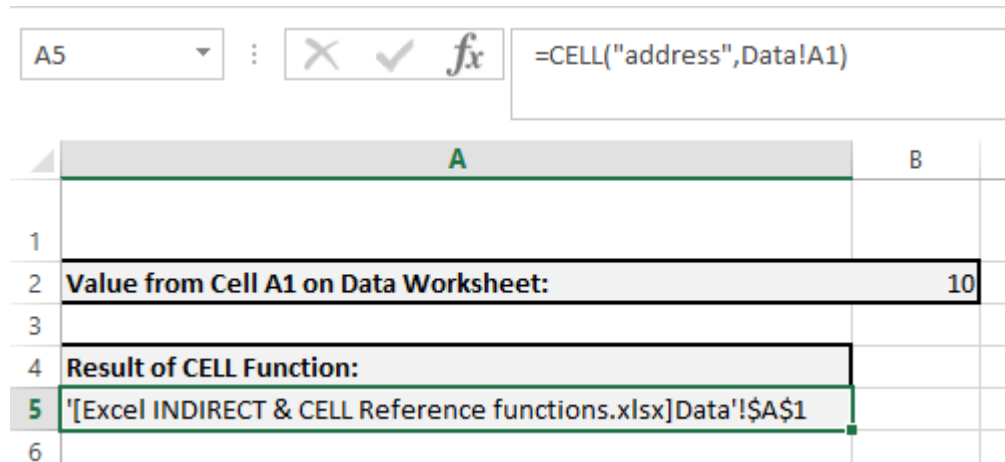 A5 fx =CELL("address",Data!A1)
A B
1
2 Value from Cell A1 on Data Worksheet: 10
3
4 Result of CELL Function:
5 '[Excel INDIRECT & CELL Reference functions.xlsx]Data'!$A$1
6